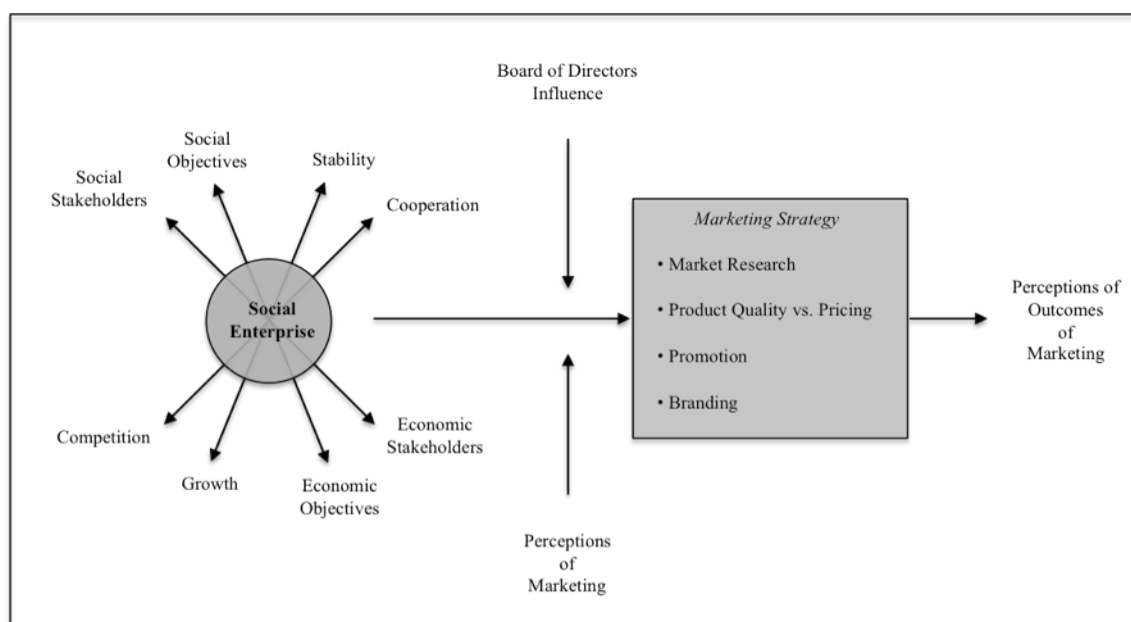 Board of Directors
Influence
Social
Objectives
Stability
Social
Stakeholders
Cooperation
Social
Enterprise
Competition
Growth
Economic
Objectives
Economic
Stakeholders
Perceptions
of
Marketing
Marketing Strategy
• Market Research
• Product Quality vs. Pricing
• Promotion
• Branding
Perceptions of
Outcomes
of
Marketing